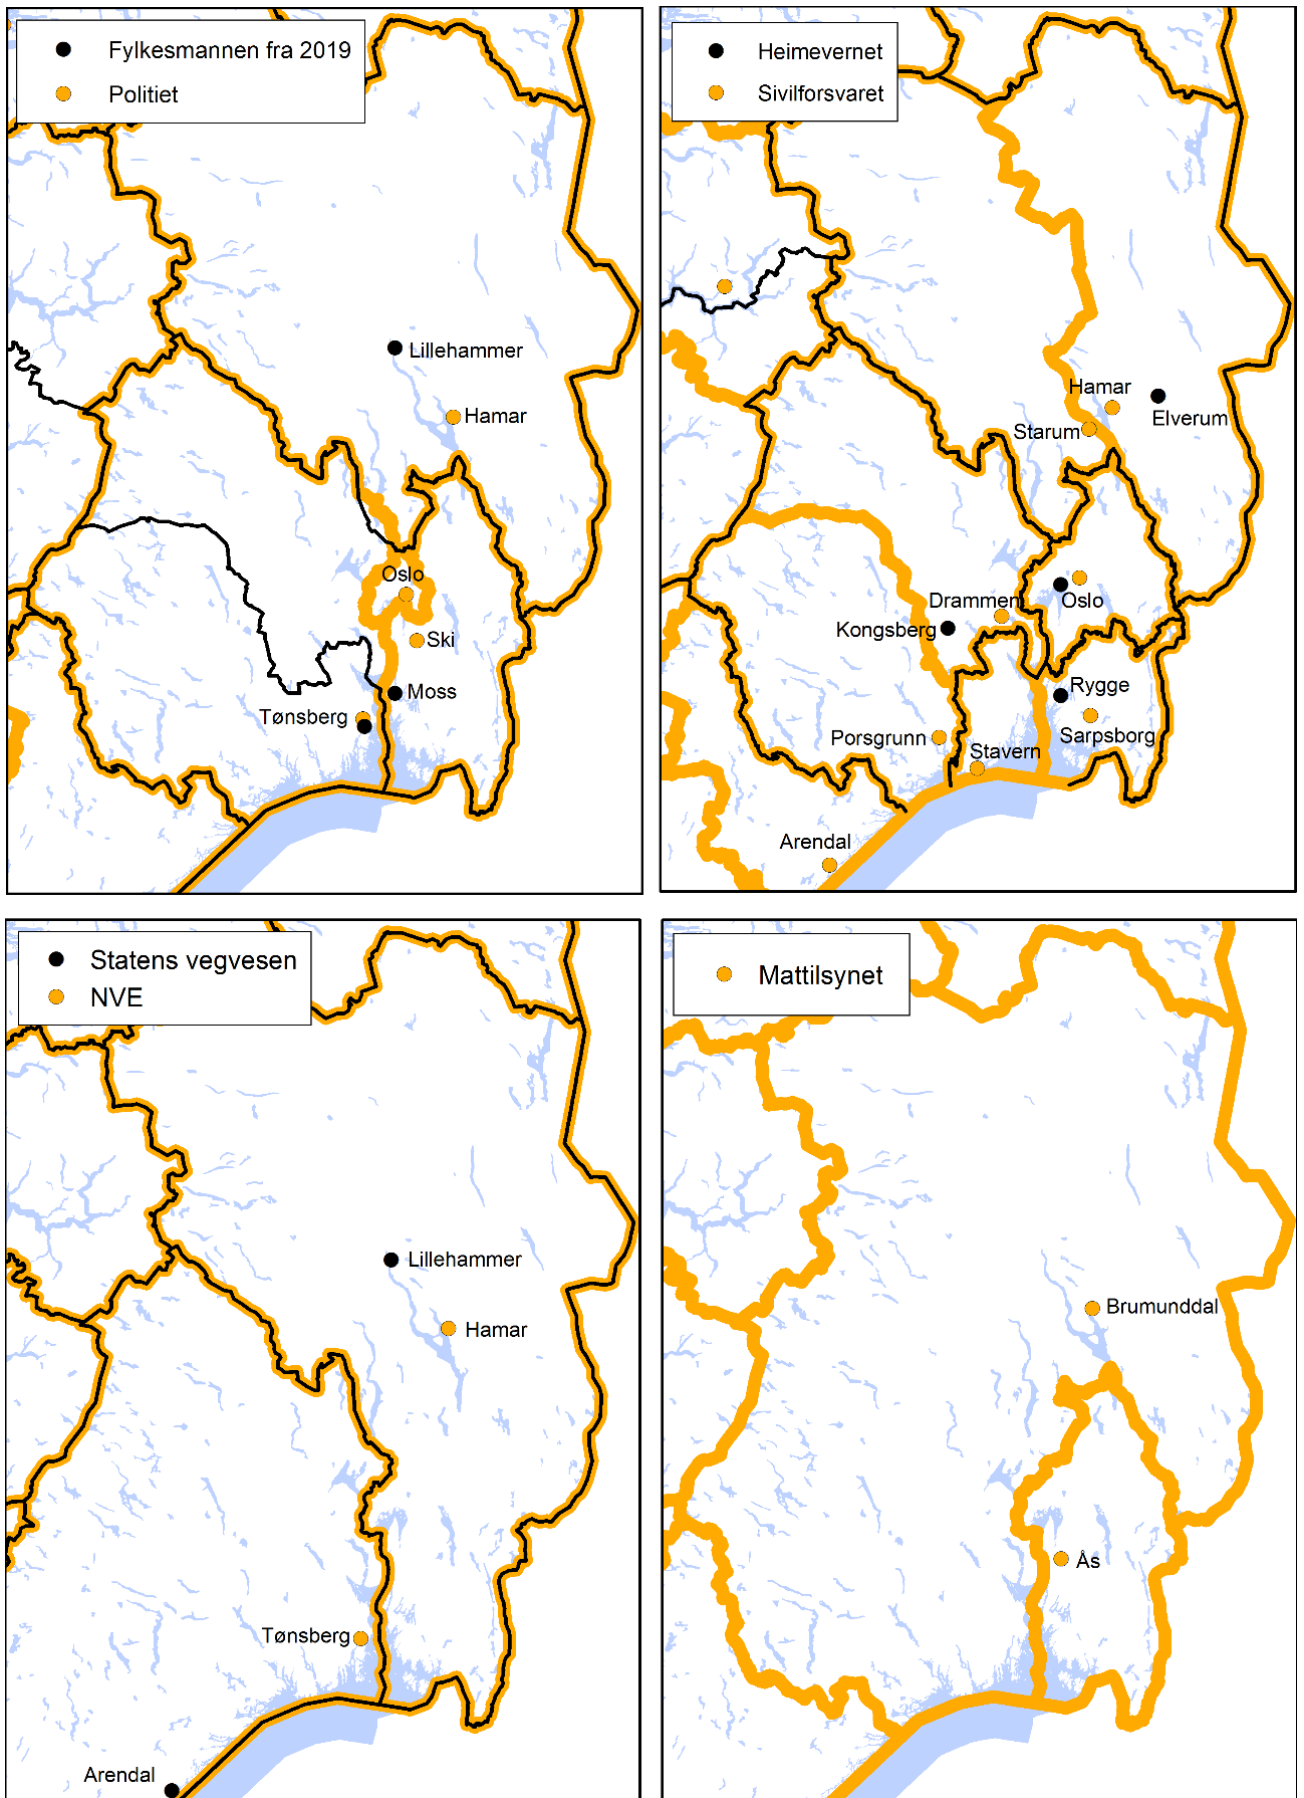 Fylkesmannen fra 2019
Politiet
Lillehammer
Hamar
Oslo
Ski
Moss
Tønsberg
Heimevernet
Sivilforsvaret
Hamar
Elverum
Starum
Drammen
Oslo
Kongsberg
Rygge
Sarpsborg
Porsgrunn
Stavern
Arendal
Statens vegvesen
NVE
Lillehammer
Hamar
Tønsberg
Arendal
Mattilsynet
Brumunddal
Ås